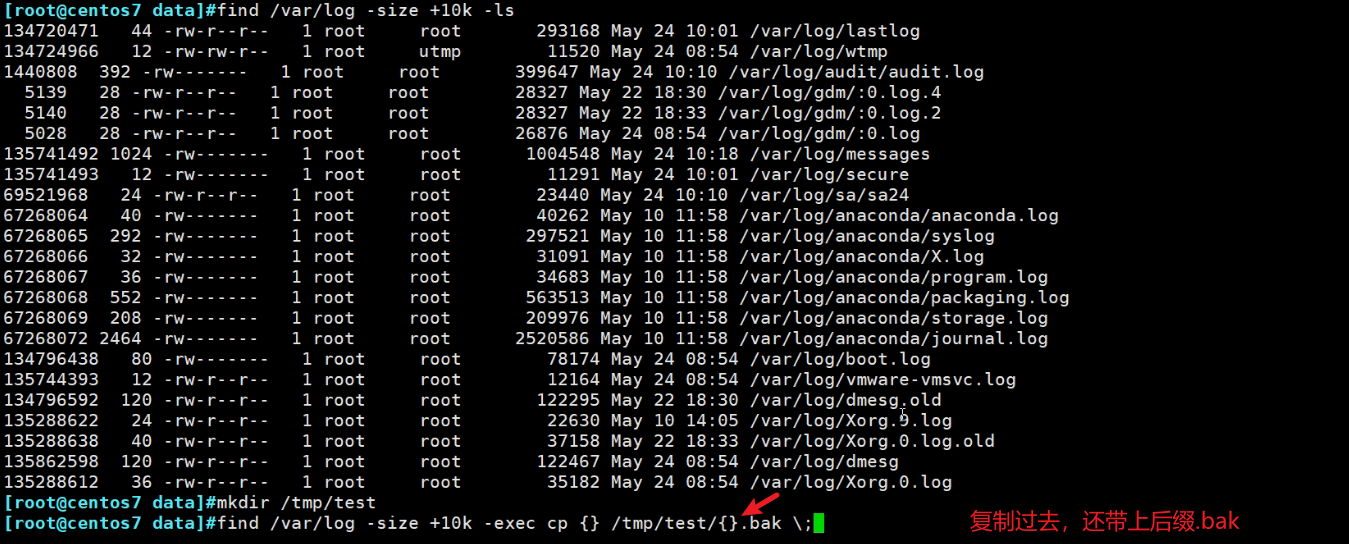 [root@centos7 data]#find /var/log -size +10k -ls
134720471   44 -rw-r--r--   1 root     root       293168 May 24 10:01 /var/log/lastlog
134724966   12 -rw-rw-r--   1 root     utmp        11520 May 24 08:54 /var/log/wtmp
1440808  392 -rw-------   1 root     root       399647 May 24 10:10 /var/log/audit/audit.log
  5139   28 -rw-r--r--   1 root     root        28327 May 22 18:30 /var/log/gdm/:0.log.4
  5140   28 -rw-r--r--   1 root     root        28327 May 22 18:33 /var/log/gdm/:0.log.2
  5028   28 -rw-r--r--   1 root     root        26876 May 24 08:54 /var/log/gdm/:0.log
135741492 1024 -rw-------   1 root     root      1004548 May 24 10:18 /var/log/messages
135741493   12 -rw-------   1 root     root        11291 May 24 10:01 /var/log/secure
69521968   24 -rw-r--r--   1 root     root        23440 May 24 10:10 /var/log/sa/sa24
67268064   40 -rw-------   1 root     root        40262 May 10 11:58 /var/log/anaconda/anaconda.log
67268065  292 -rw-------   1 root     root       297521 May 10 11:58 /var/log/anaconda/syslog
67268066   32 -rw-------   1 root     root        31091 May 10 11:58 /var/log/anaconda/X.log
67268067   36 -rw-------   1 root     root        34683 May 10 11:58 /var/log/anaconda/program.log
67268068  552 -rw-------   1 root     root       563513 May 10 11:58 /var/log/anaconda/packaging.log
67268069  208 -rw-------   1 root     root       209976 May 10 11:58 /var/log/anaconda/storage.log
67268072 2464 -rw-------   1 root     root      2520586 May 10 11:58 /var/log/anaconda/journal.log
134796438   80 -rw-------   1 root     root        78174 May 24 08:54 /var/log/boot.log
135744393   12 -rw-r--r--   1 root     root        12164 May 24 08:54 /var/log/vmware-vmsvc.log
134796592  120 -rw-r--r--   1 root     root       122295 May 22 18:30 /var/log/dmesg.old
135288622   24 -rw-r--r--   1 root     root        22630 May 10 14:05 /var/log/Xorg.9.log
135288638   40 -rw-r--r--   1 root     root        37158 May 22 18:33 /var/log/Xorg.0.log.old
135862598  120 -rw-r--r--   1 root     root       122467 May 24 08:54 /var/log/dmesg
135288612   36 -rw-r--r--   1 root     root        35182 May 24 08:54 /var/log/Xorg.0.log
[root@centos7 data]#mkdir /tmp/test
[root@centos7 data]#find /var/log -size +10k -exec cp {} /tmp/test/{}.bak \;
复制过去，还带上后缀.bak